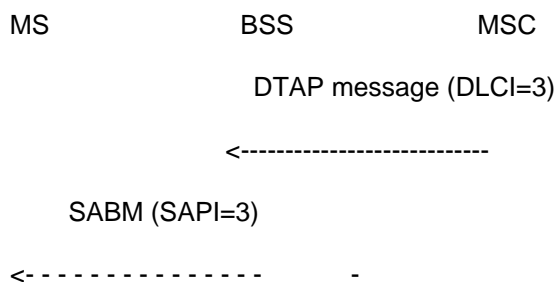 MS BSS MSC
DTAP message (DLCI=3)
<---------------------------
SABM (SAPI=3)
<- - - - - - - - - - - - - - - -